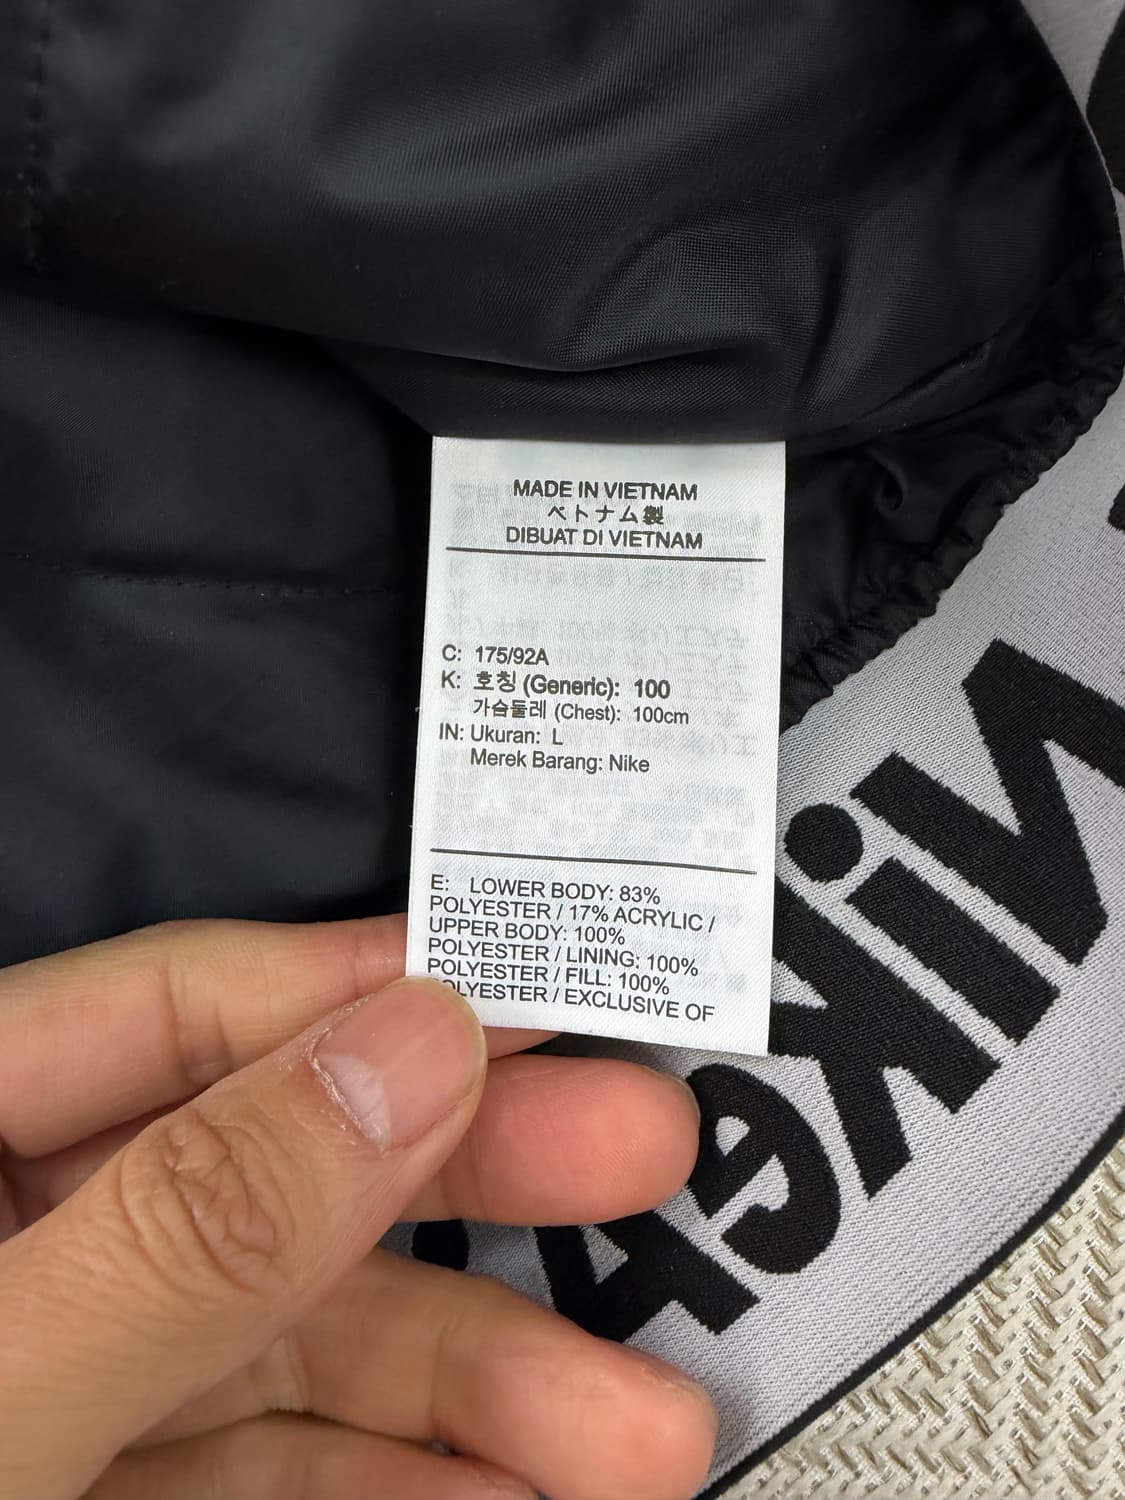 MADE IN VIETNAM
ベトナム製
DIBUAT DI VIETNAM
C: 175/92A
K: 호칭 (Generic): 100
가슴둘레 (Chest): 100cm
IN: Ukuran: L
Merek Barang: Nike
E: LOWER BODY: 83%
POLYESTER / 17% ACRYLIC /
UPPER BODY: 100%
POLYESTER / LINING: 100%
POLYESTER / FILL: 100%
POLYESTER / EXCLUSIVE OF
Nike